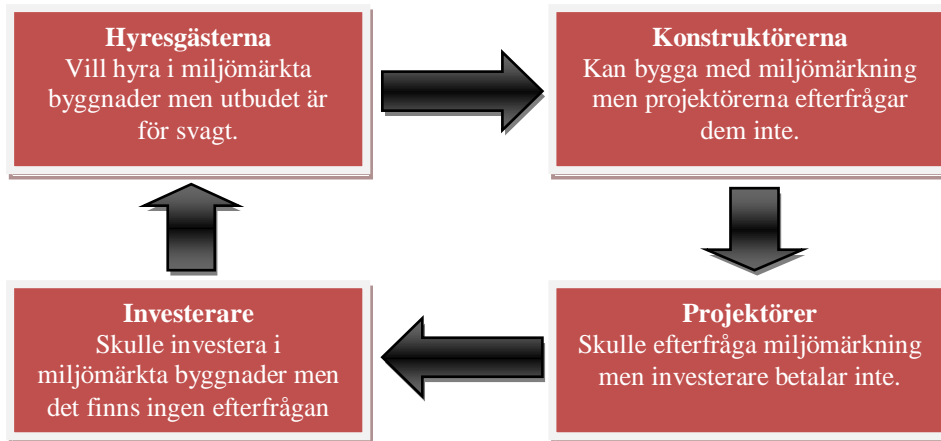 Hyresgästerna
Vill hyra i miljömärkta
byggnader men utbudet är
för svagt.
Konstruktörerna
Kan bygga med miljömärkning
men projektörerna efterfrågar
dem inte.
Investerare
Skulle investera i
miljömärkta byggnader men
det finns ingen efterfrågan
Projektörer
Skulle efterfråga miljömärkning
men investerare betalar inte.